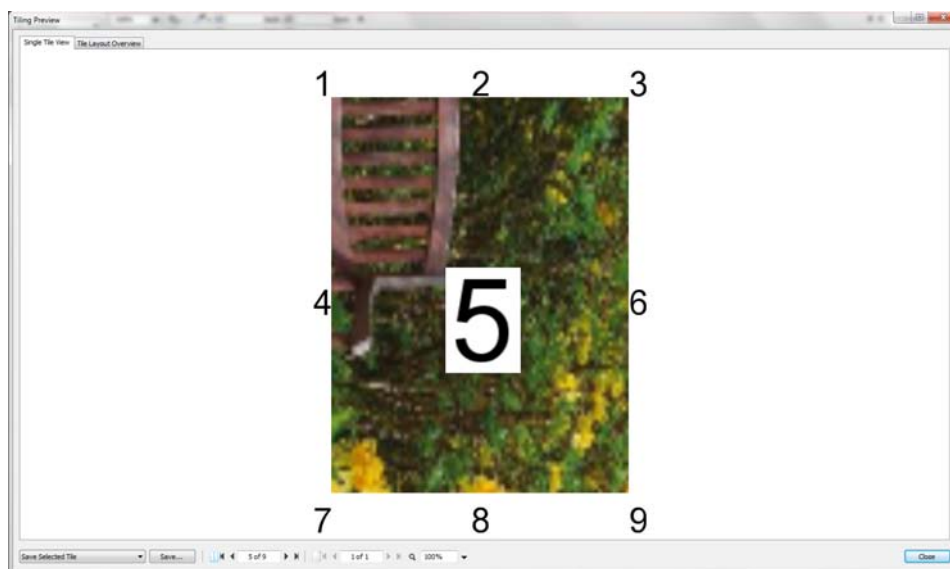 Tiling Preview
Single Tile View Tile Layout Overview
1 2 3
4 5 6
7 8 9
Save Selected Tile Save... 5 of 9 1 of 1 100% Close